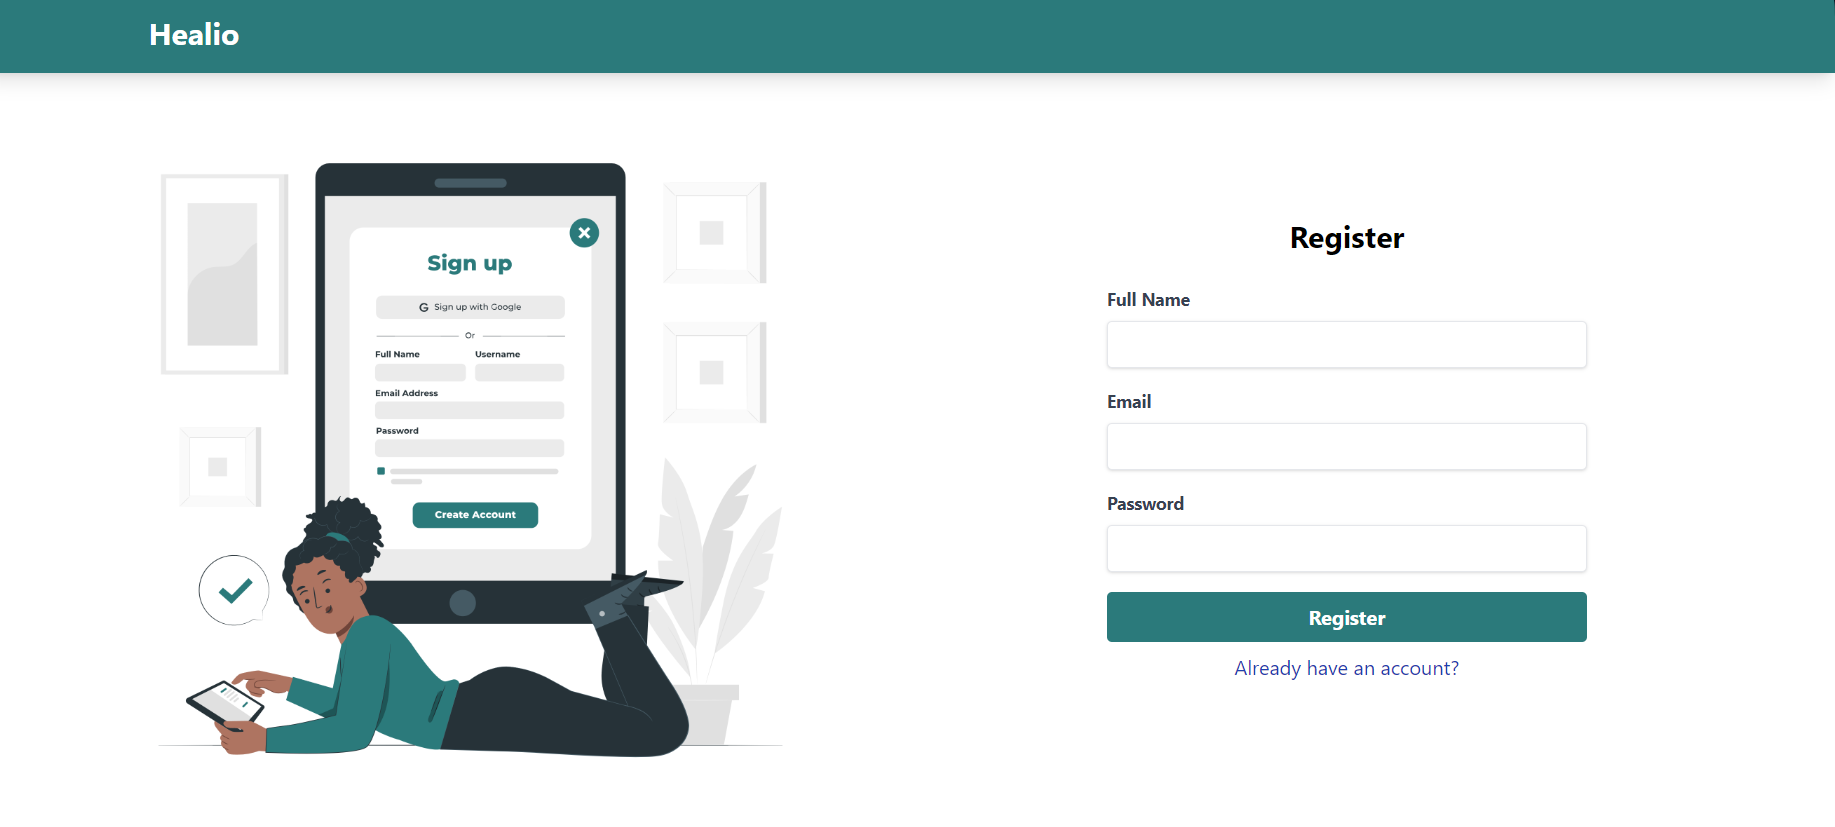 Healio
Sign up
G Sign up with Google
Or
Full Name Username
Email Address
Password
Create Account
Register
Full Name
Email
Password
Register
Already have an account?